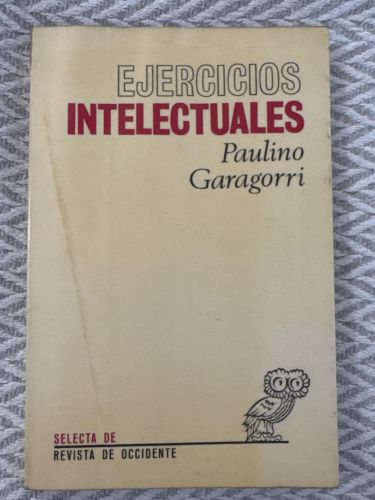 EJERCICIOS
INTELECTUALES
Paulino
Garagorri
SELECTA DE
REVISTA DE OCCIDENTE